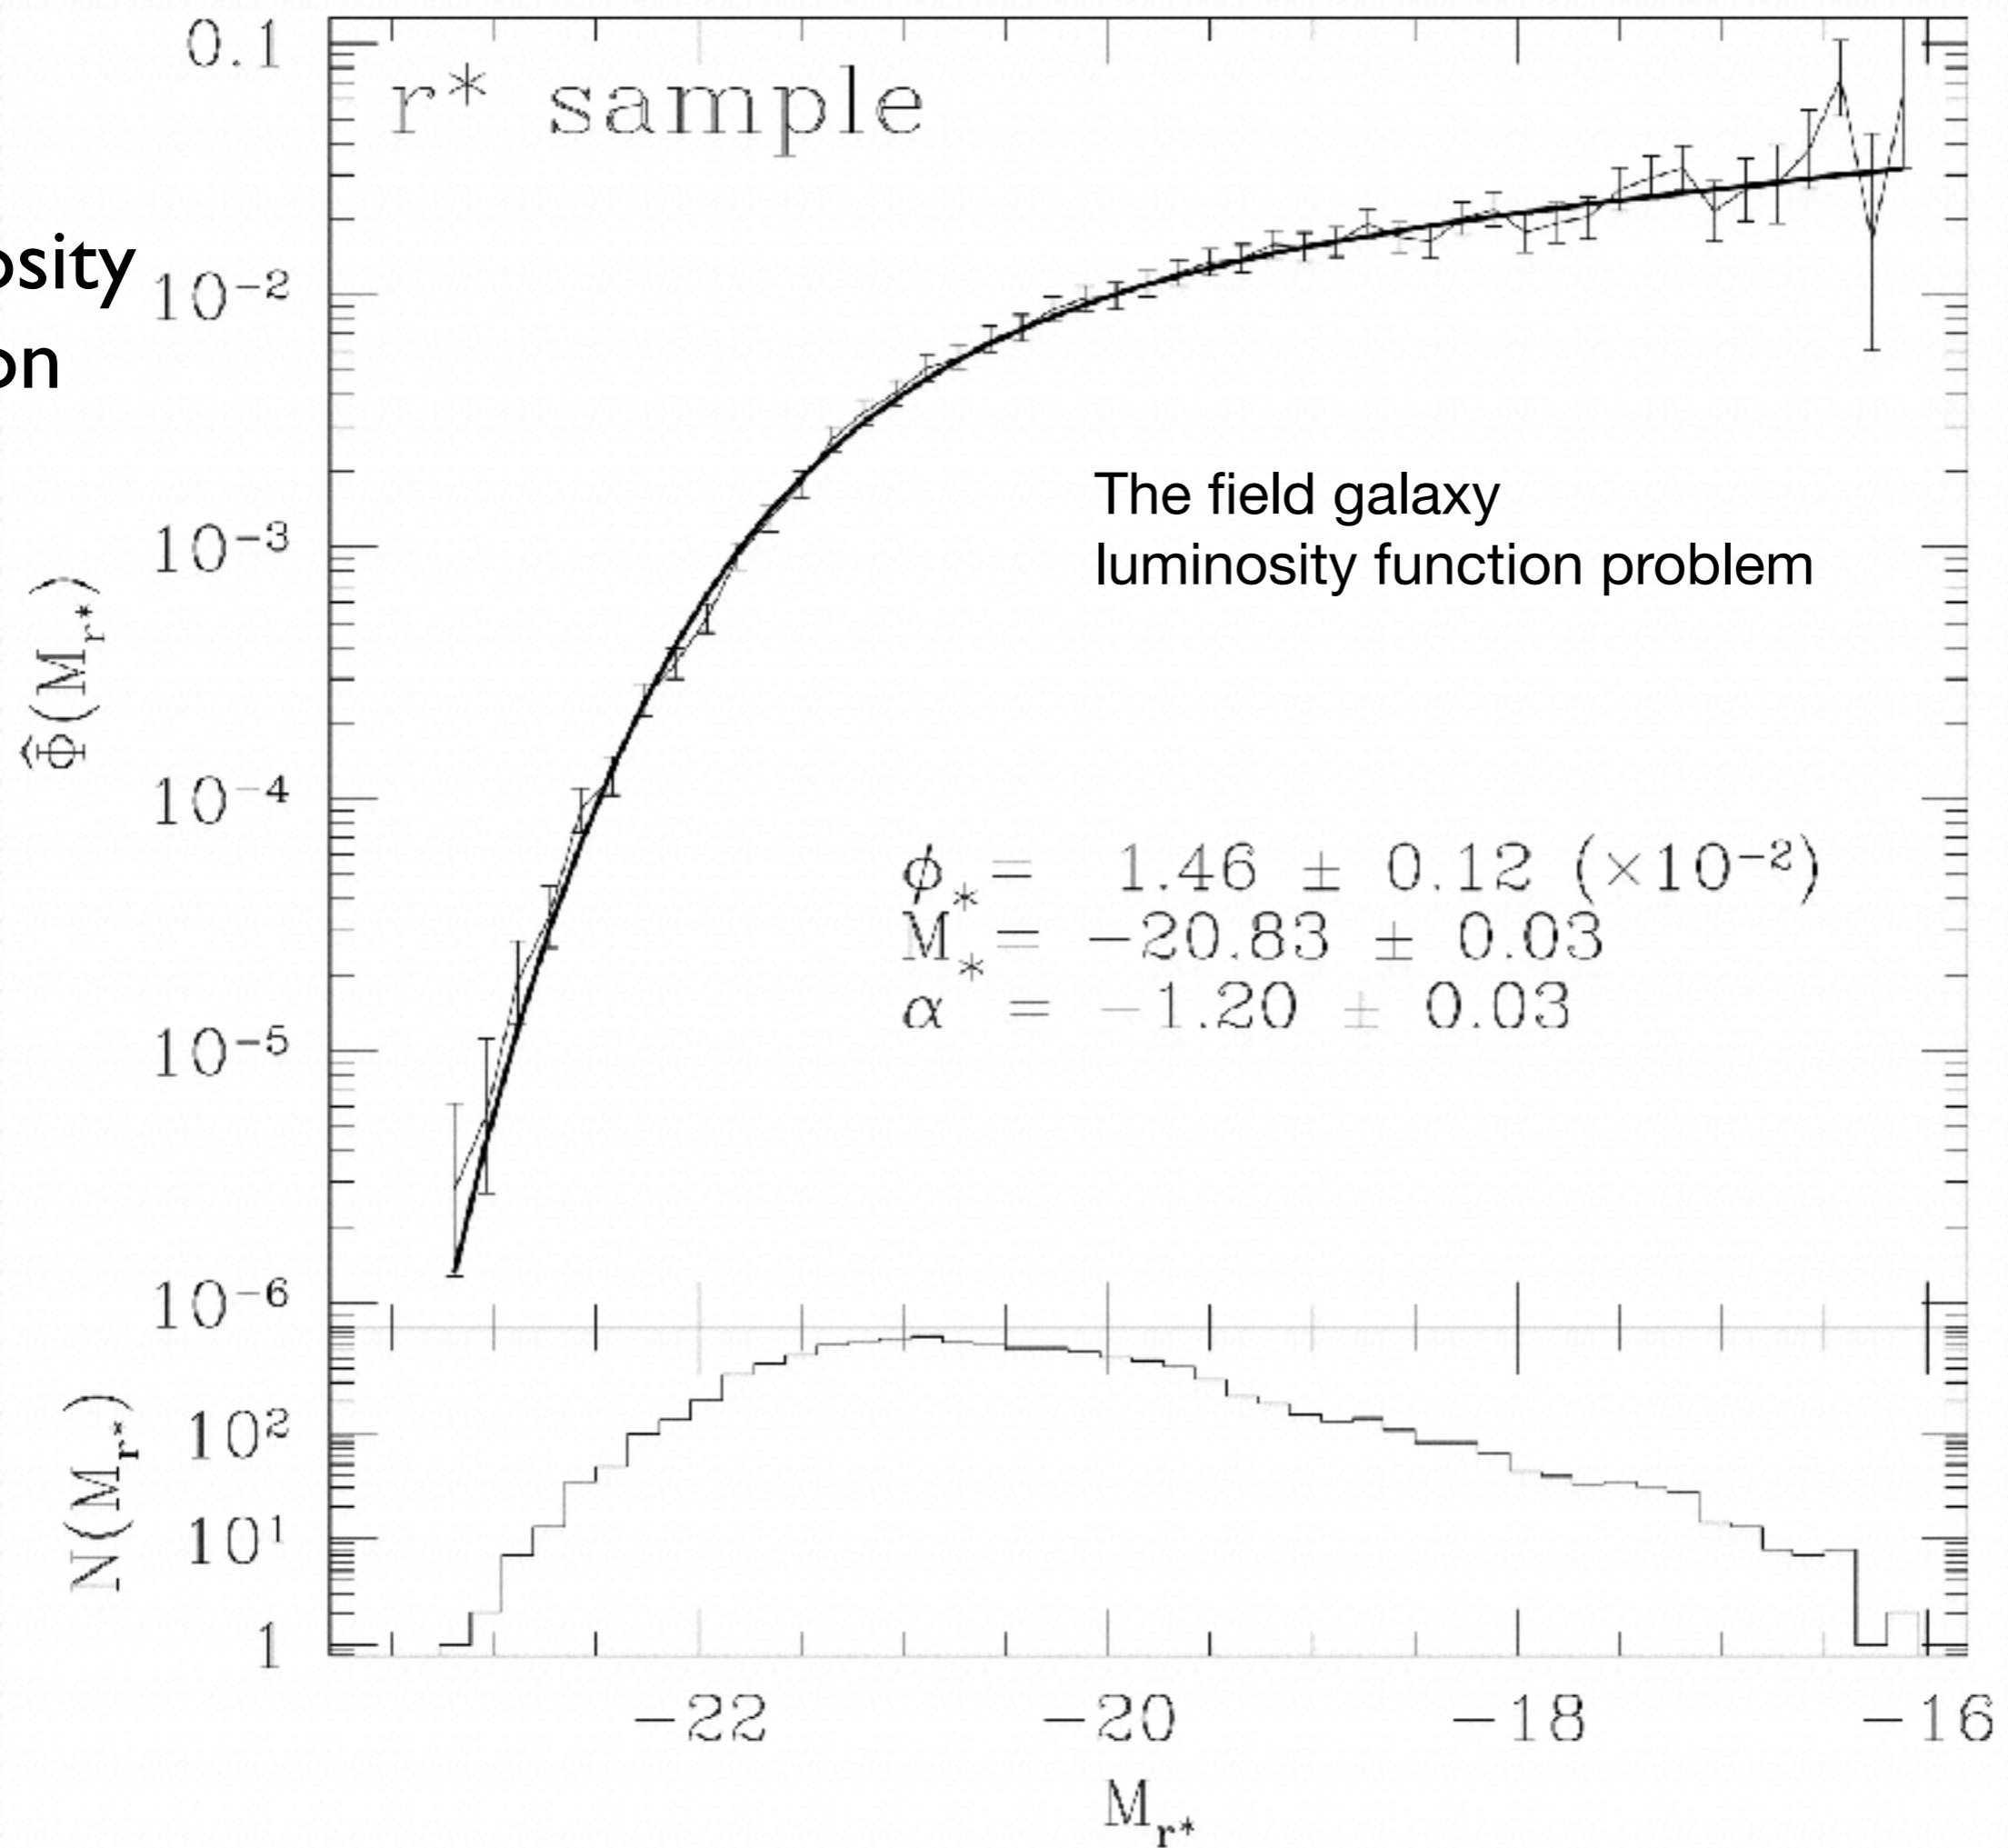 r* sample
osity
on
The field galaxy
luminosity function problem
0.1
10⁻²
10⁻³
10⁻⁴
10⁻⁵
10⁻⁶
Φ̂(M_r*)
ϕ_* = 1.46 ± 0.12 (×10⁻²)
M_* = −20.83 ± 0.03
α = −1.20 ± 0.03
N(M_r*)
10²
10¹
1
−22 −20 −18 −16
M_r*